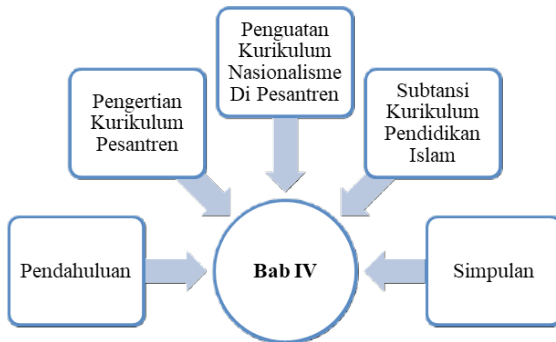 Penguatan
Kurikulum
Nasionalisme
Di Pesantren
Pengertian
Kurikulum
Pesantren
Subtansi
Kurikulum
Pendidikan
Islam
Pendahuluan
Bab IV
Simpulan